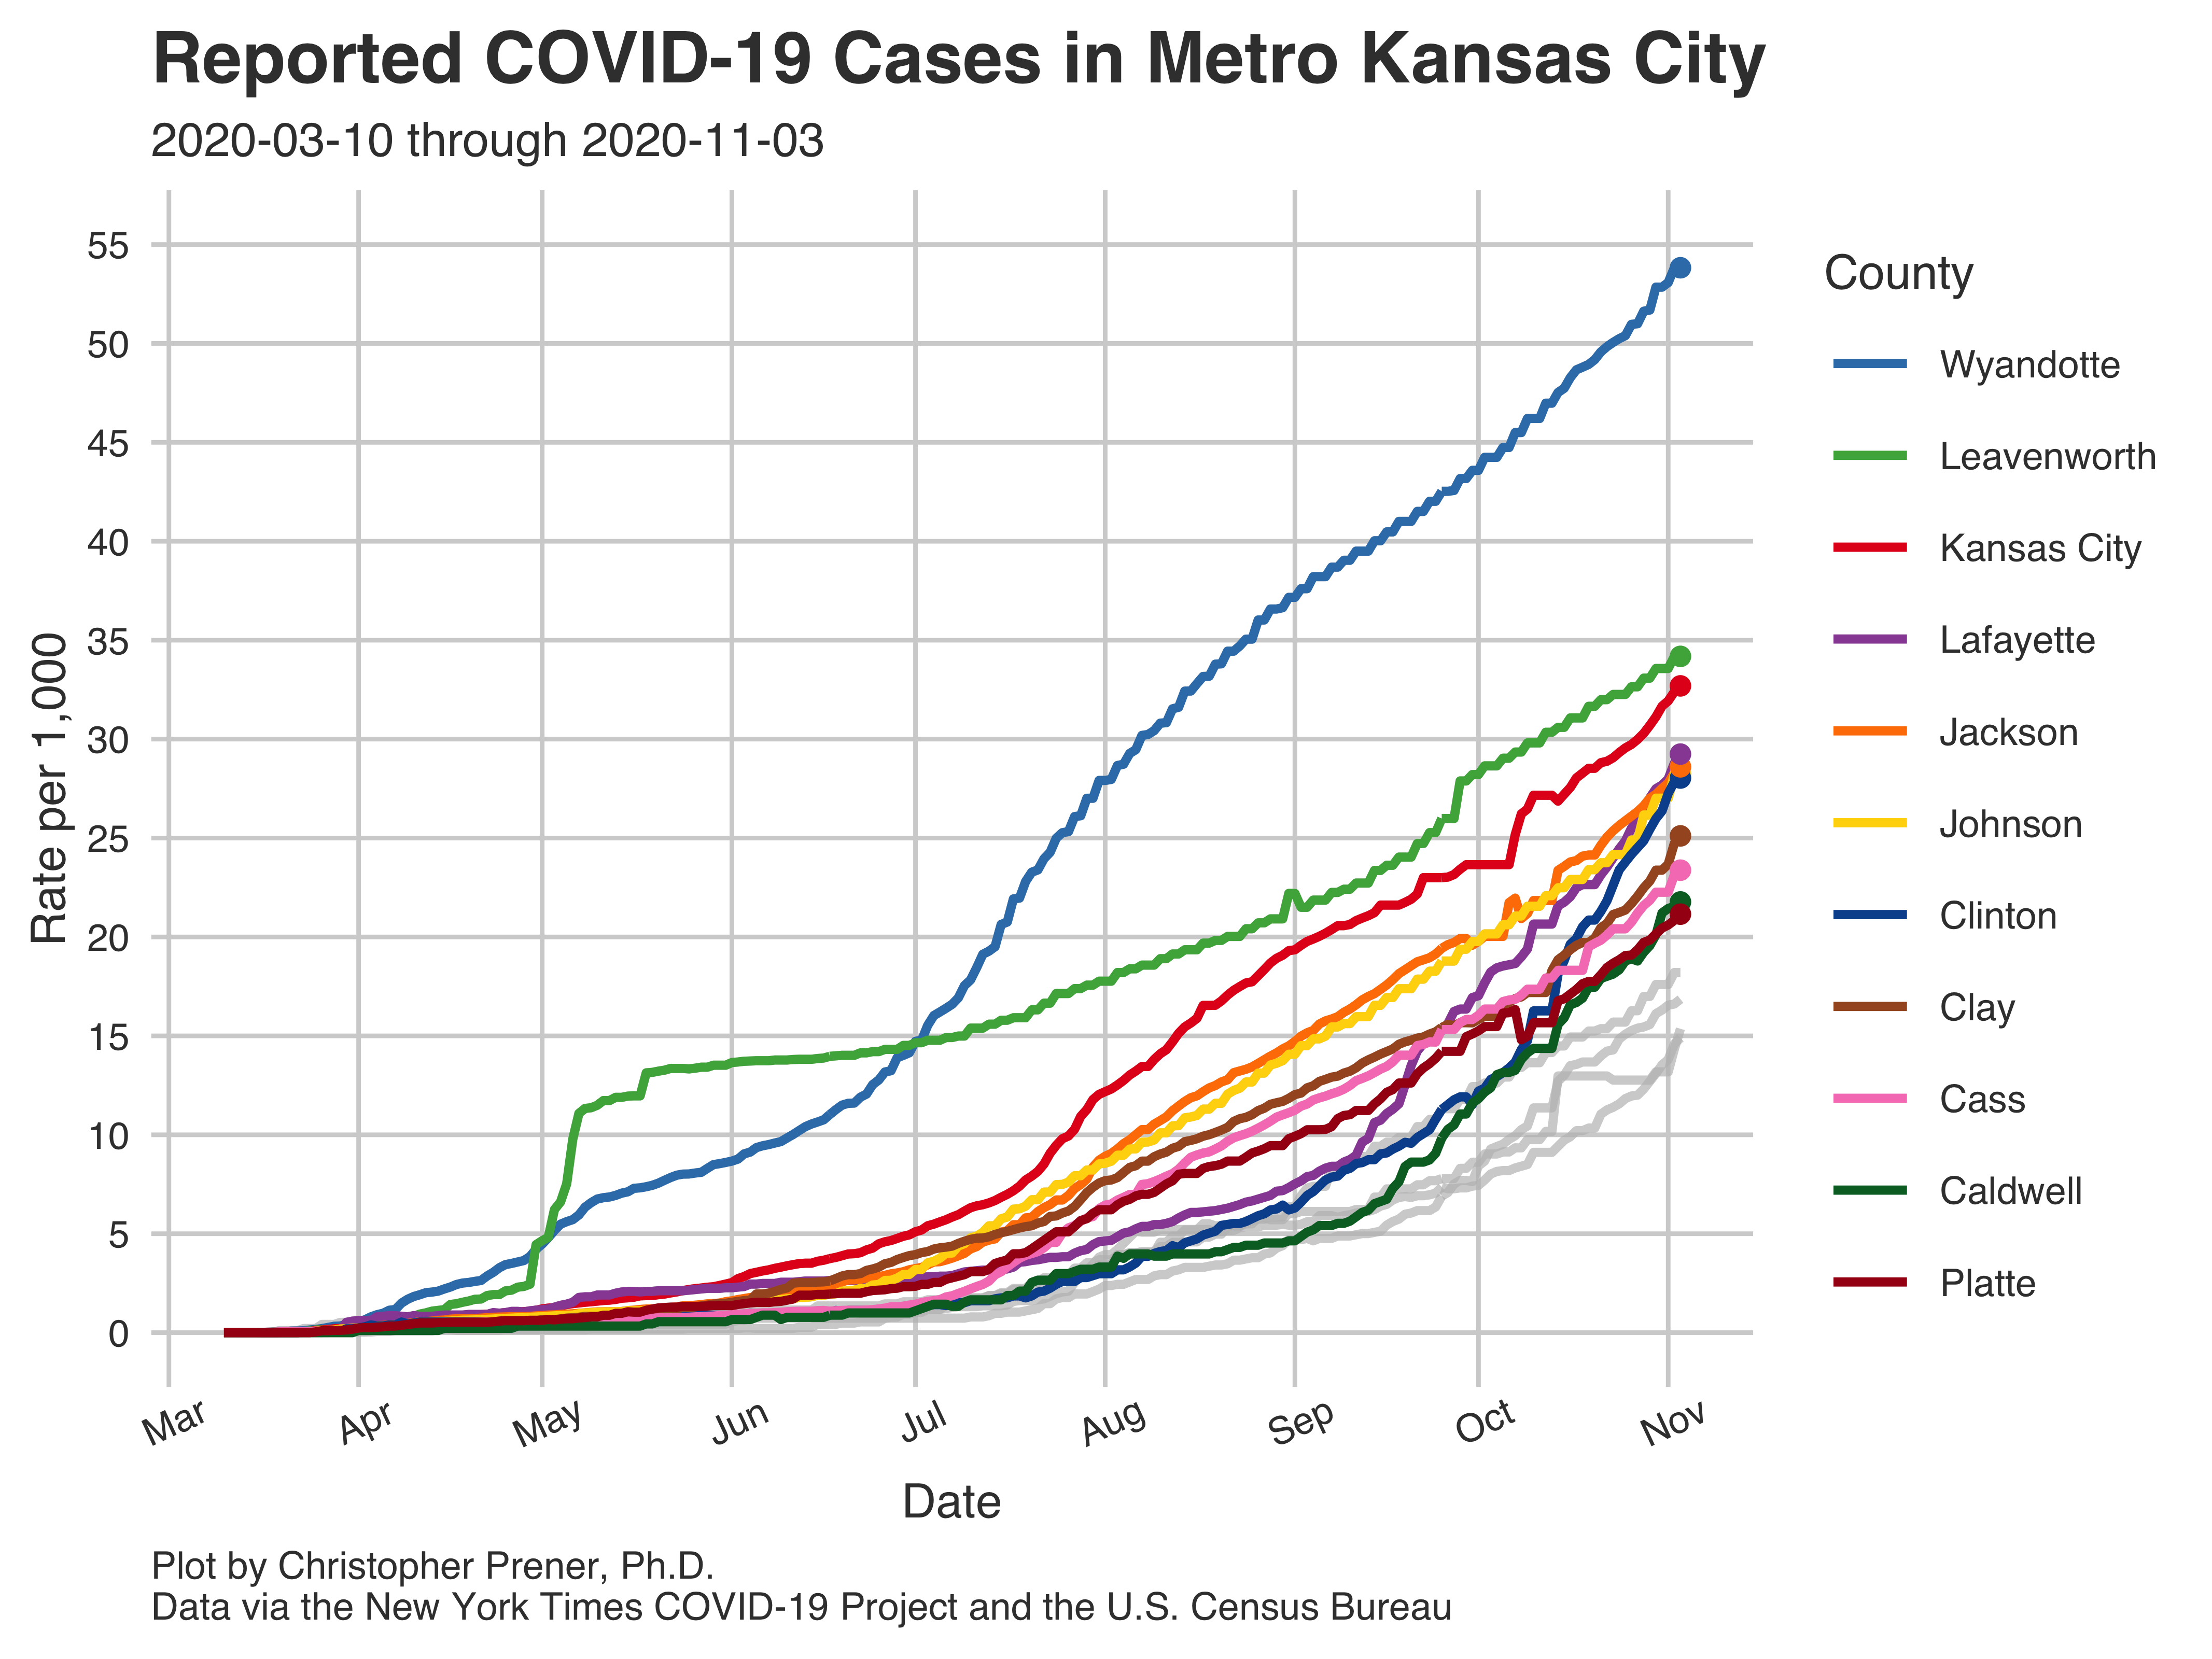 Reported COVID-19 Cases in Metro Kansas City
2020-03-10 through 2020-11-03
55
50
45
40
35
30
25
20
15
10
5
0
Rate per 1,000
Mar
Apr
May
Jun
Jul
Aug
Sep
Oct
Nov
Date
County
Wyandotte
Leavenworth
Kansas City
Lafayette
Jackson
Johnson
Clinton
Clay
Cass
Caldwell
Platte
Plot by Christopher Prener, Ph.D.
Data via the New York Times COVID-19 Project and the U.S. Census Bureau